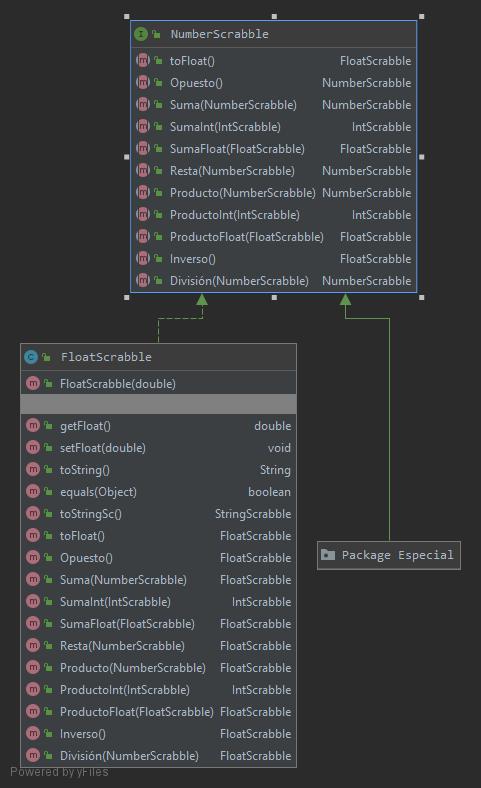 NumberScrabble
toFloat() FloatScrabble
Opuesto() NumberScrabble
Suma(NumberScrabble) NumberScrabble
SumaInt(IntScrabble) IntScrabble
SumaFloat(FloatScrabble) FloatScrabble
Resta(NumberScrabble) NumberScrabble
Producto(NumberScrabble) NumberScrabble
ProductoInt(IntScrabble) IntScrabble
ProductoFloat(FloatScrabble) FloatScrabble
Inverso() FloatScrabble
División(NumberScrabble) NumberScrabble
FloatScrabble
FloatScrabble(double)
getFloat() double
setFloat(double) void
toString() String
equals(Object) boolean
toStringSc() StringScrabble
toFloat() FloatScrabble
Opuesto() FloatScrabble
Suma(NumberScrabble) FloatScrabble
SumaInt(IntScrabble) IntScrabble
SumaFloat(FloatScrabble) FloatScrabble
Resta(NumberScrabble) FloatScrabble
Producto(NumberScrabble) FloatScrabble
ProductoInt(IntScrabble) IntScrabble
ProductoFloat(FloatScrabble) FloatScrabble
Inverso() FloatScrabble
División(NumberScrabble) FloatScrabble
Package Especial
Powered by yFiles